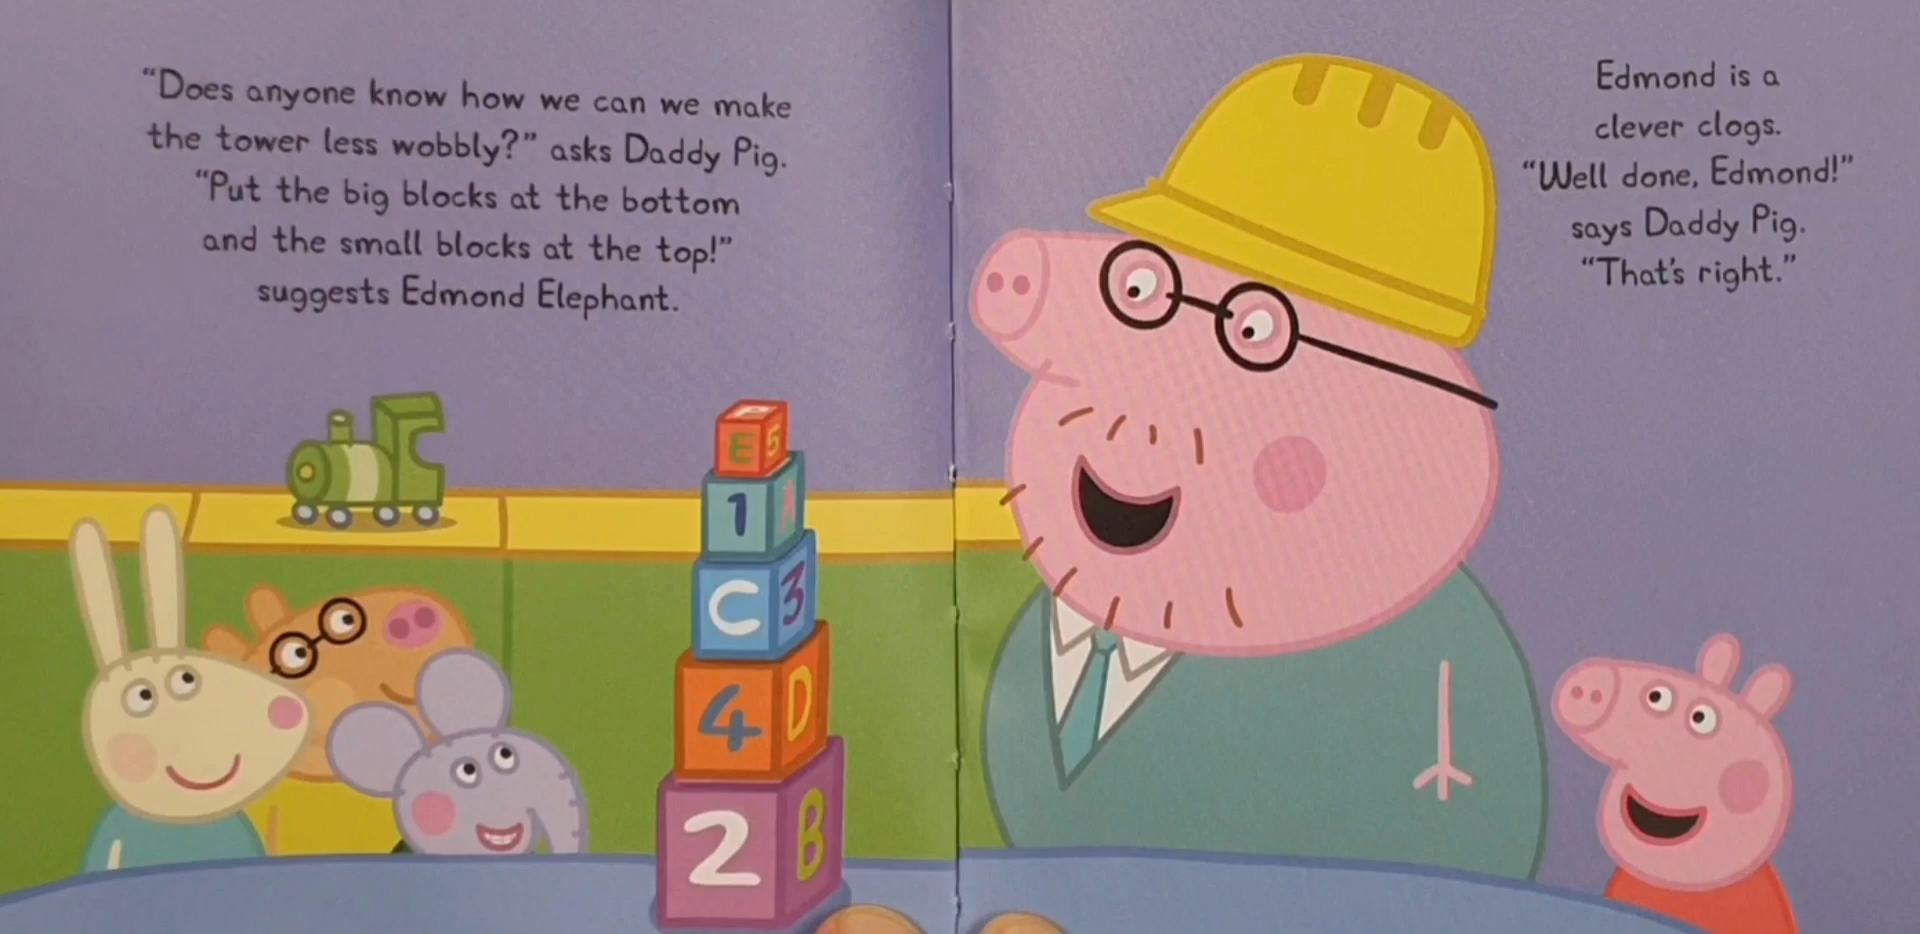 “Does anyone know how we can we make
the tower less wobbly?” asks Daddy Pig.
“Put the big blocks at the bottom
and the small blocks at the top!”
suggests Edmond Elephant.
Edmond is a
clever clogs.
“Well done, Edmond!”
says Daddy Pig.
“That's right.”
E 5
1 A
C 3
4 D
2 B